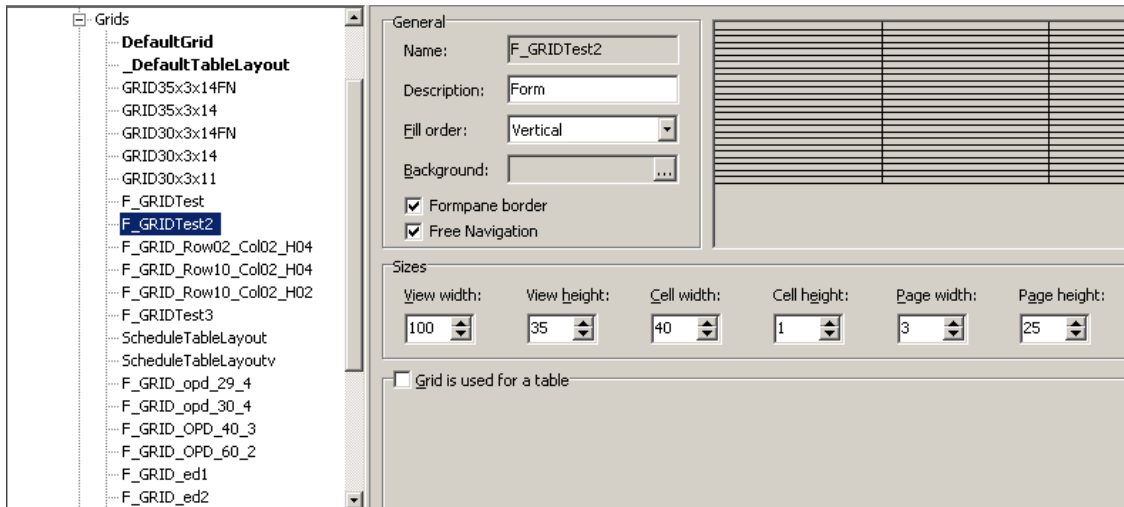 Grids
DefaultGrid
_DefaultTableLayout
GRID35x3x14FN
GRID35x3x14
GRID30x3x14FN
GRID30x3x14
GRID30x3x11
F_GRIDTest
F_GRIDTest2
F_GRID_Row02_Col02_H04
F_GRID_Row10_Col02_H04
F_GRID_Row10_Col02_H02
F_GRIDTest3
ScheduleTableLayout
ScheduleTableLayoutv
F_GRID_opd_29_4
F_GRID_opd_30_4
F_GRID_OPD_40_3
F_GRID_OPD_60_2
F_GRID_ed1
F_GRID_ed2
General
Name: F_GRIDTest2
Description: Form
Fill order: Vertical
Background: ...
Formpane border
Free Navigation
Sizes
View width: View height: Cell width: Cell height: Page width: Page height:
100 35 40 1 3 25
Grid is used for a table